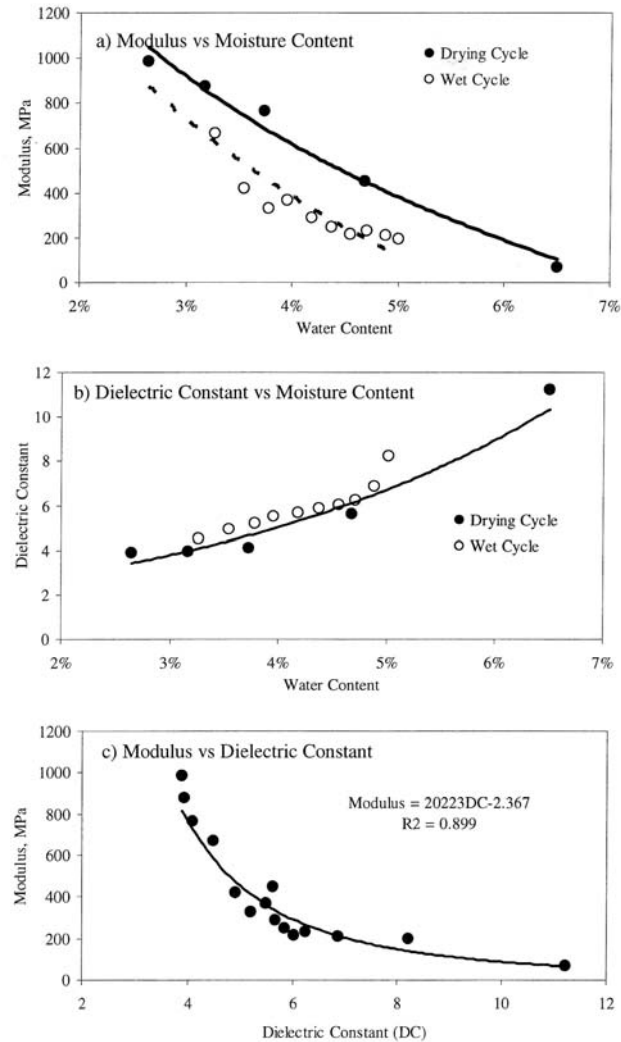 a) Modulus vs Moisture Content
Drying Cycle
Wet Cycle
1200
1000
800
600
400
200
0
Modulus, MPa
2% 3% 4% 5% 6% 7%
Water Content
b) Dielectric Constant vs Moisture Content
12
10
8
6
4
2
0
Dielectric Constant
Drying Cycle
Wet Cycle
2% 3% 4% 5% 6% 7%
Water Content
c) Modulus vs Dielectric Constant
1200
1000
800
600
400
200
0
Modulus, MPa
Modulus = 20223DC-2.367
R2 = 0.899
2 4 6 8 10 12
Dielectric Constant (DC)